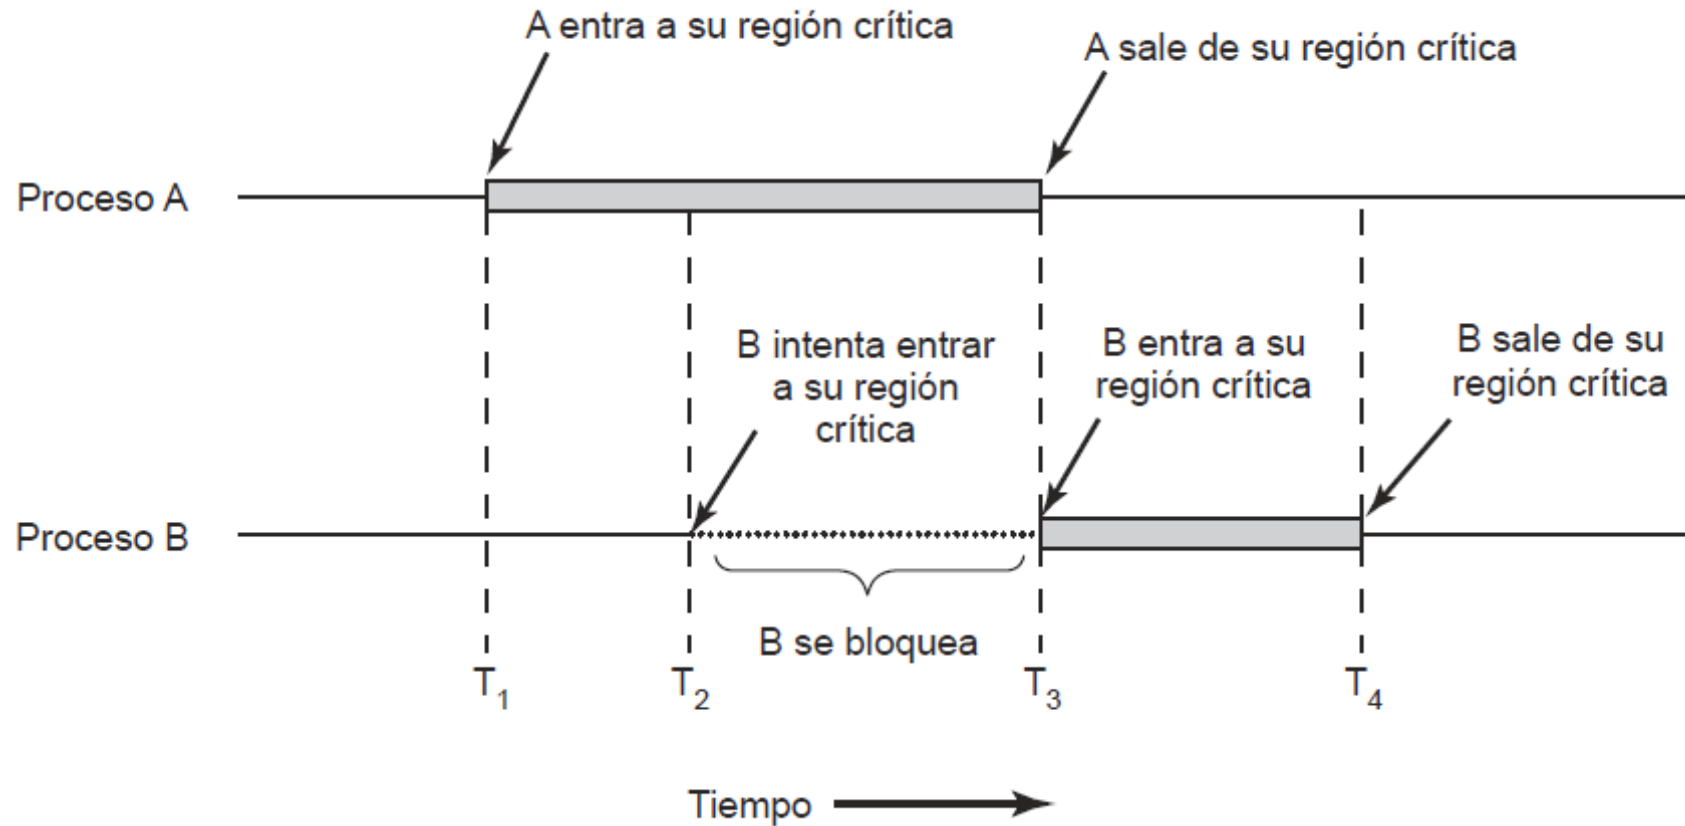 A entra a su región crítica
A sale de su región crítica
Proceso A
B intenta entrar
a su región
crítica
B entra a su
región crítica
B sale de su
región crítica
Proceso B
B se bloquea
T1
T2
T3
T4
Tiempo